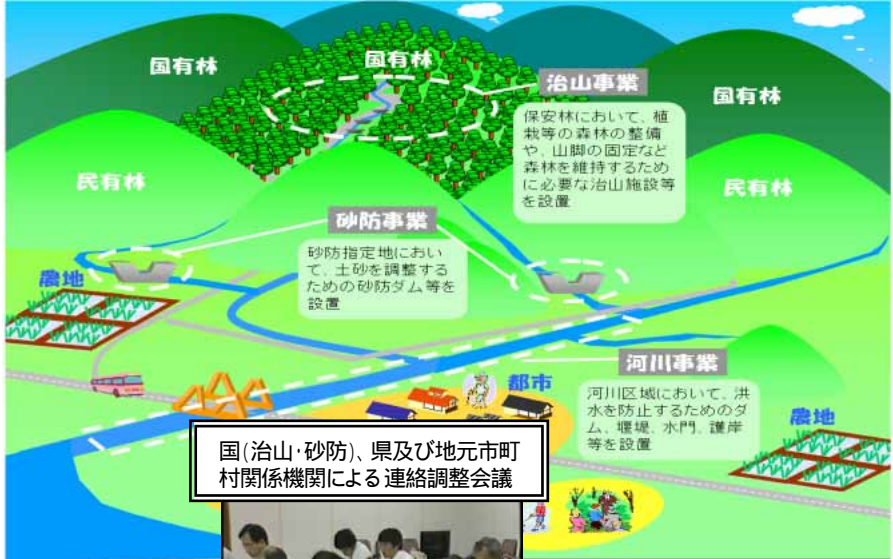 国有林
国有林
国有林
治山事業
保安林において、植
栽等の森林の整備
や、山脚の固定など
森林を維持するため
に必要な治山施設等
を設置
民有林
民有林
砂防事業
砂防指定地におい
て、土砂を調整する
ための砂防ダム等を
設置
農地
河川事業
河川区域において、洪
水を防止するためのダ
ム、堰堤、水門、護岸
等を設置
都市
農地
国(治山・砂防)、県及び地元市町
村関係機関による連絡調整会議